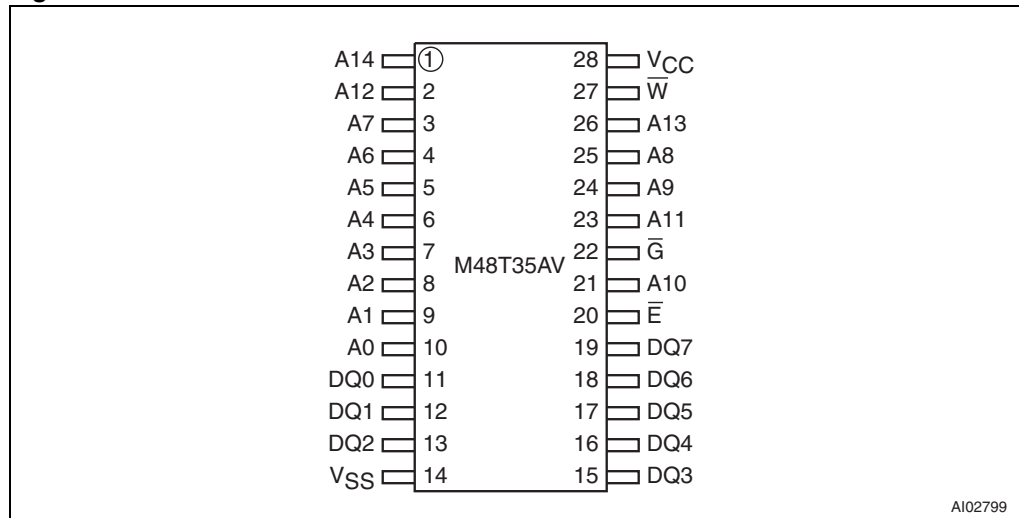 A14 1 28 VCC
A12 2 27 W̅
A7 3 26 A13
A6 4 25 A8
A5 5 24 A9
A4 6 23 A11
A3 7 22 G̅
M48T35AV
A2 8 21 A10
A1 9 20 E̅
A0 10 19 DQ7
DQ0 11 18 DQ6
DQ1 12 17 DQ5
DQ2 13 16 DQ4
VSS 14 15 DQ3
AI02799